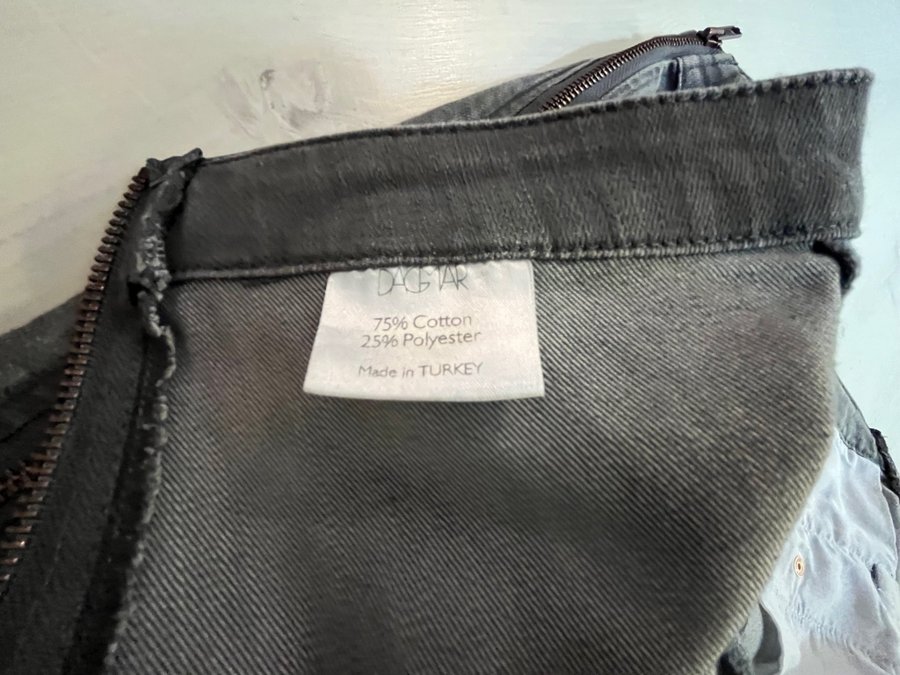 DAGMAR
75% Cotton
25% Polyester
Made in TURKEY